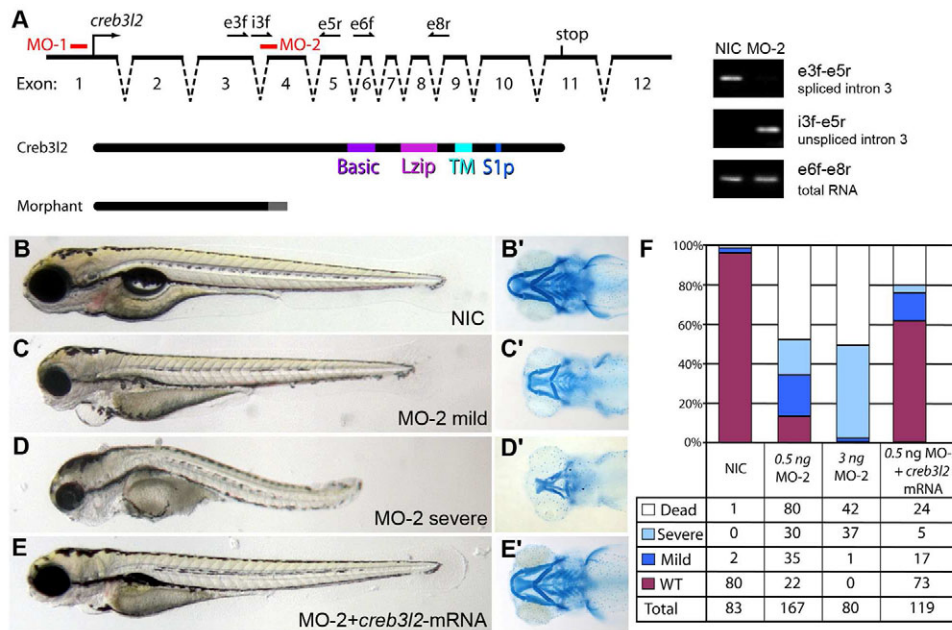 A
creb3l2
MO-1
e3f i3f
MO-2
e5r e6f
e8r
stop
Exon: 1 2 3 4 5 6 7 8 9 10 11 12
Creb3l2
Basic Lzip TM S1p
Morphant
NIC MO-2
e3f-e5r
spliced intron 3
i3f-e5r
unspliced intron 3
e6f-e8r
total RNA
B
NIC
B'
C
MO-2 mild
C'
D
MO-2 severe
D'
E
MO-2+creb3l2-mRNA
E'
F
100%
80%
60%
40%
20%
0%
NIC
0.5 ng
MO-2
3 ng
MO-2
0.5 ng MO-
+ creb3l2
mRNA
Dead 1 80 42 24
Severe 0 30 37 5
Mild 2 35 1 17
WT 80 22 0 73
Total 83 167 80 119